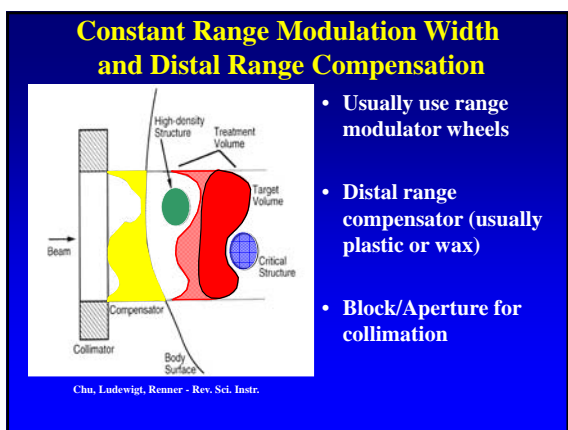 Constant Range Modulation Width
and Distal Range Compensation
High-density
Structure
Treatment
Volume
Target
Volume
Beam
Critical
Structure
Compensator
Collimator
Body
Surface
Chu, Ludewigt, Renner - Rev. Sci. Instr.
• Usually use range
modulator wheels
• Distal range
compensator (usually
plastic or wax)
• Block/Aperture for
collimation